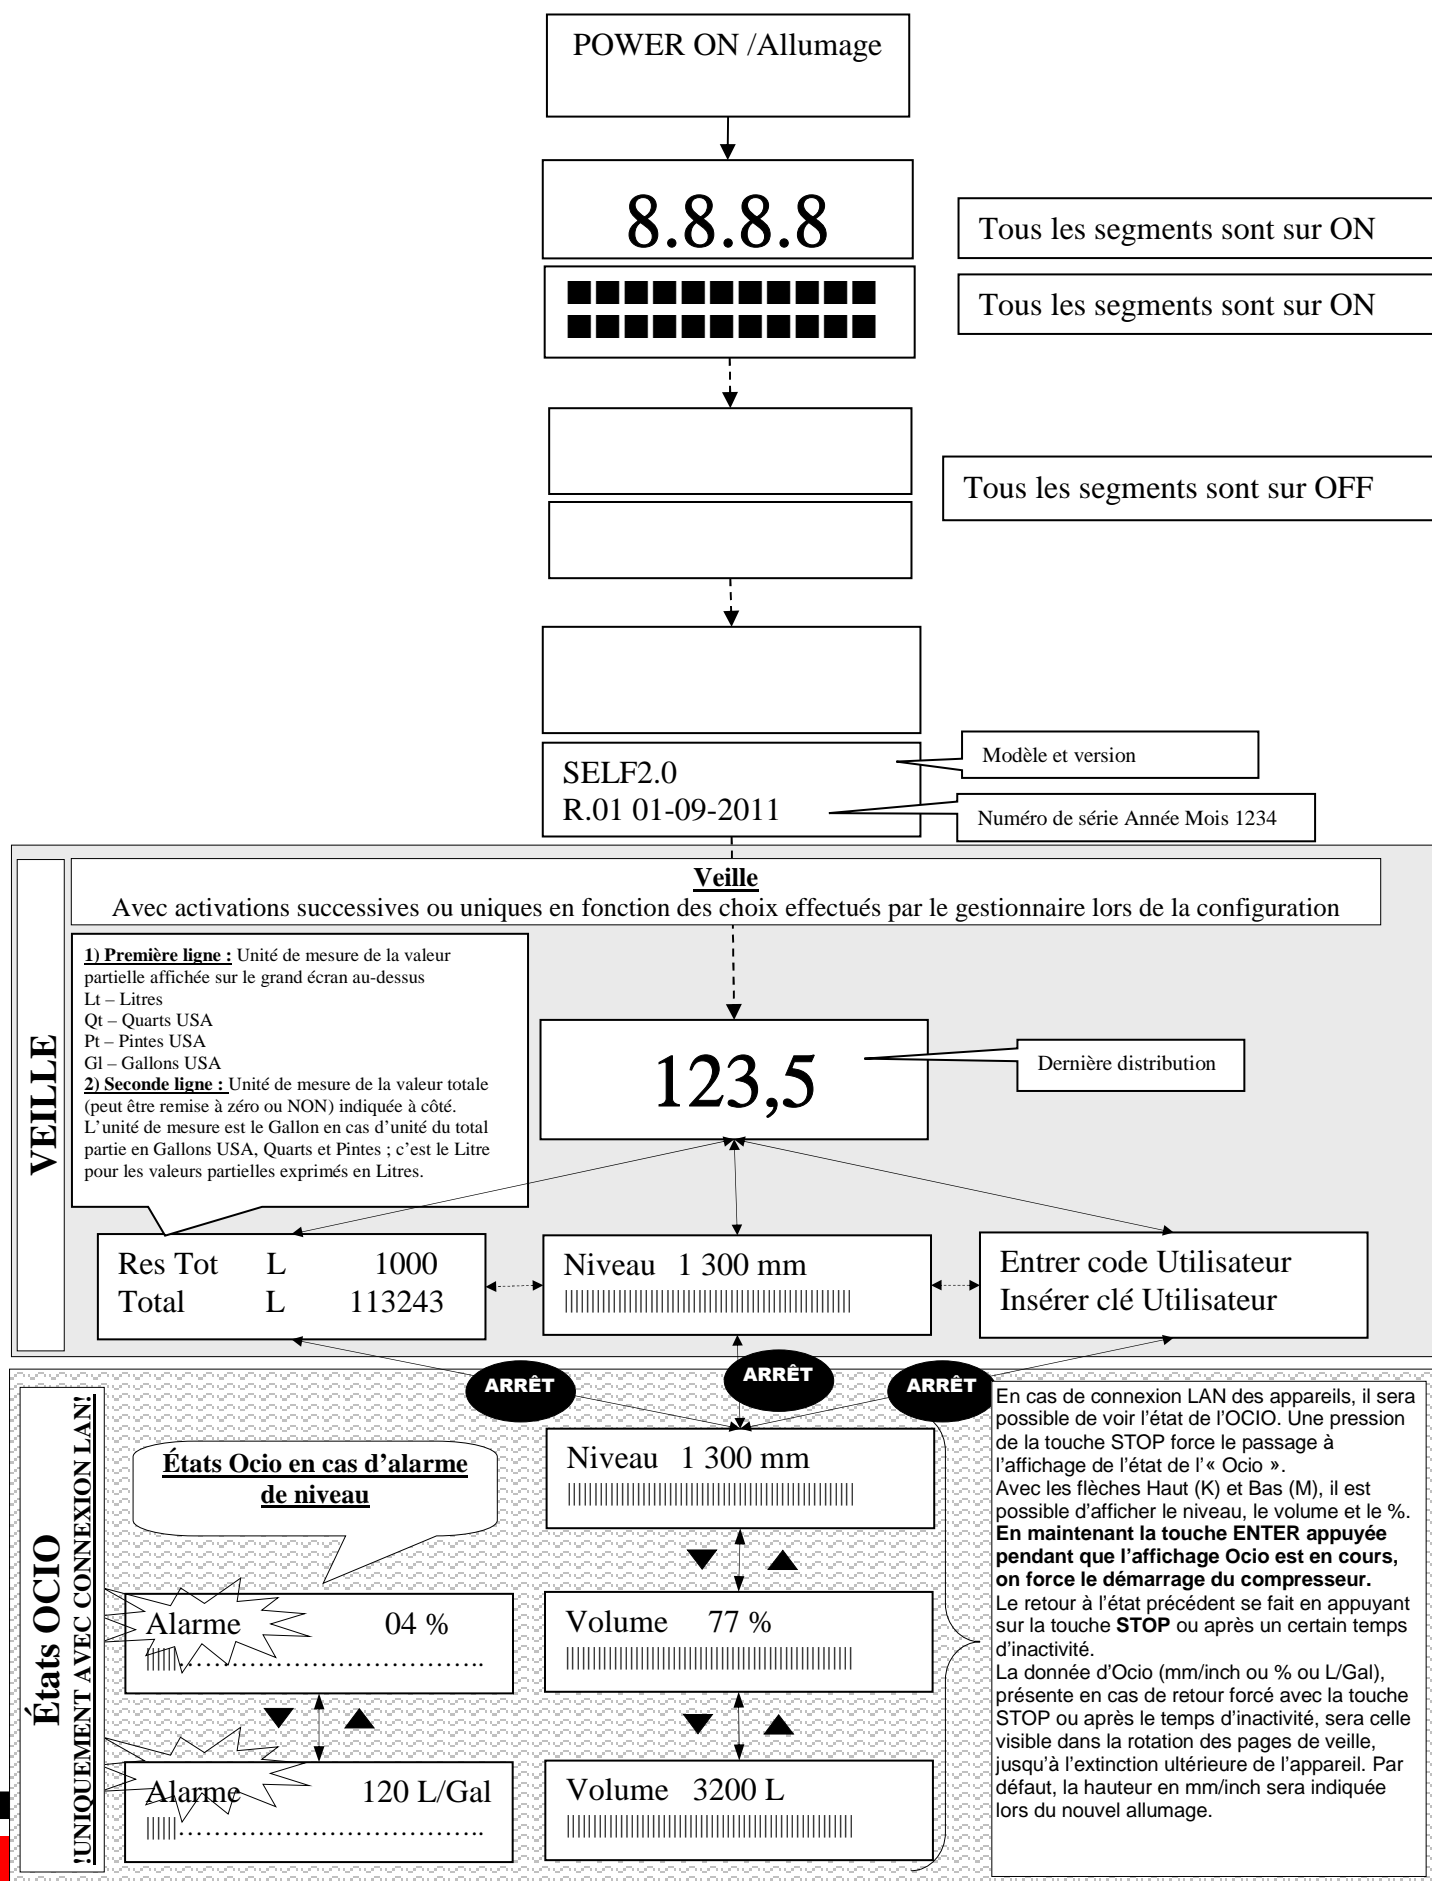 POWER ON /Allumage
8.8.8.8
Tous les segments sont sur ON
Tous les segments sont sur ON
Tous les segments sont sur OFF
SELF2.0
R.01 01-09-2011
Modèle et version
Numéro de série Année Mois 1234
VEILLE
Veille
Avec activations successives ou uniques en fonction des choix effectués par le gestionnaire lors de la configuration
1) Première ligne : Unité de mesure de la valeur
partielle affichée sur le grand écran au-dessus
Lt – Litres
Qt – Quarts USA
Pt – Pintes USA
Gl – Gallons USA
2) Seconde ligne : Unité de mesure de la valeur totale
(peut être remise à zéro ou NON) indiquée à côté.
L’unité de mesure est le Gallon en cas d’unité du total
partie en Gallons USA, Quarts et Pintes ; c’est le Litre
pour les valeurs partielles exprimés en Litres.
123,5
Dernière distribution
Res Tot L 1000
Total L 113243
Niveau 1 300 mm
||||||||||||||||||||||||||||||||||||||||||||||||
Entrer code Utilisateur
Insérer clé Utilisateur
ARRÊT
ARRÊT
ARRÊT
États OCIO
!UNIQUEMENT AVEC CONNEXION LAN!
États Ocio en cas d’alarme
de niveau
Alarme 04 %
|||||……………………………………..
Alarme 120 L/Gal
|||||……………………………………..
Niveau 1 300 mm
||||||||||||||||||||||||||||||||||||||||||||||||
Volume 77 %
||||||||||||||||||||||||||||||||||||||||||||||||
Volume 3200 L
||||||||||||||||||||||||||||||||||||||||||||||||
En cas de connexion LAN des appareils, il sera
possible de voir l’état de l’OCIO. Une pression
de la touche STOP force le passage à
l’affichage de l’état de l’« Ocio ».
Avec les flèches Haut (K) et Bas (M), il est
possible d’afficher le niveau, le volume et le %.
En maintenant la touche ENTER appuyée
pendant que l’affichage Ocio est en cours,
on force le démarrage du compresseur.
Le retour à l’état précédent se fait en appuyant
sur la touche STOP ou après un certain temps
d’inactivité.
La donnée d’Ocio (mm/inch ou % ou L/Gal),
présente en cas de retour forcé avec la touche
STOP ou après le temps d’inactivité, sera celle
visible dans la rotation des pages de veille,
jusqu’à l’extinction ultérieure de l’appareil. Par
défaut, la hauteur en mm/inch sera indiquée
lors du nouvel allumage.